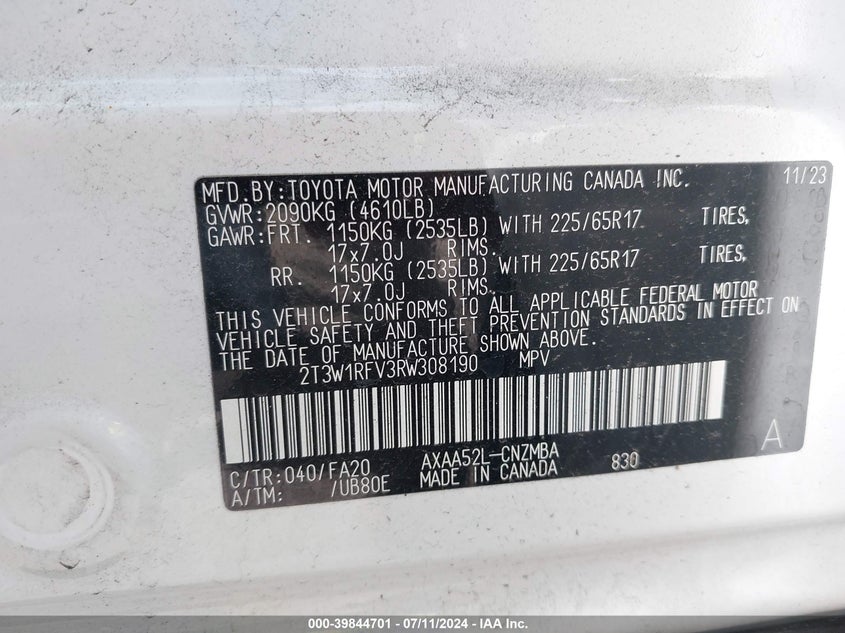 MFD.BY:TOYOTA MOTOR MANUFACTURING CANADA INC. 11/23
GVWR:2090KG (4610LB)
GAWR:FRT. 1150KG (2535LB) WITH 225/65R17 TIRES,
17x7.0J RIMS.
RR. 1150KG (2535LB) WITH 225/65R17 TIRES,
17x7.0J RIMS.
THIS VEHICLE CONFORMS TO ALL APPLICABLE FEDERAL MOTOR
VEHICLE SAFETY AND THEFT PREVENTION STANDARDS IN EFFECT ON
THE DATE OF MANUFACTURE SHOWN ABOVE.
2T3W1RFV3RW308190 MPV
C/TR:040/FA20 AXAA52L-CNZMBA 830 A
A/TM: /UB80E MADE IN CANADA
000-39844701 - 07/11/2024 - IAA Inc.